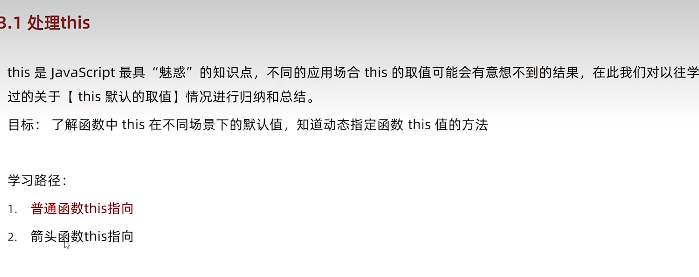 3.1 处理this
this 是 JavaScript 最具“魅惑”的知识点，不同的应用场合 this 的取值可能会有意想不到的结果，在此我们对以往学
过的关于【 this 默认的取值】情况进行归纳和总结。
目标： 了解函数中 this 在不同场景下的默认值，知道动态指定函数 this 值的方法
学习路径：
1. 普通函数this指向
2. 箭头函数this指向